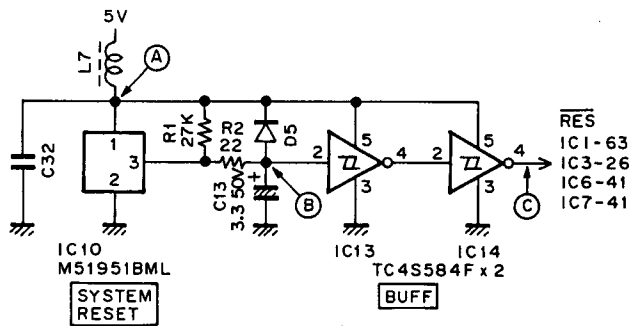 5V
L7
A
C32
1
3
2
R1
27K
R2
22
C13
3.3 50V
+
D5
B
2
5
4
3
2
5
4
3
C
RES
IC1-63
IC3-26
IC6-41
IC7-41
IC10
M51951BML
SYSTEM
RESET
IC13
IC14
TC4S584F x 2
BUFF